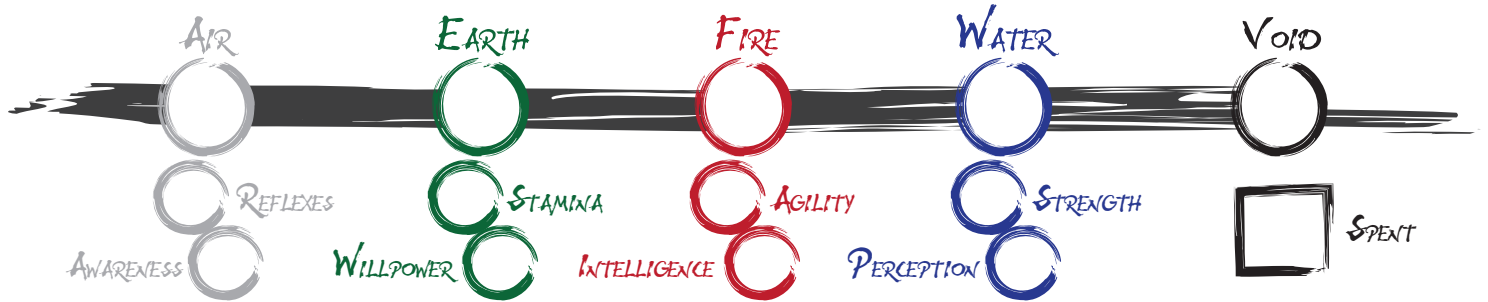 Air Earth Fire Water Void
Reflexes Stamina Agility Strength Spent
Awareness Willpower Intelligence Perception